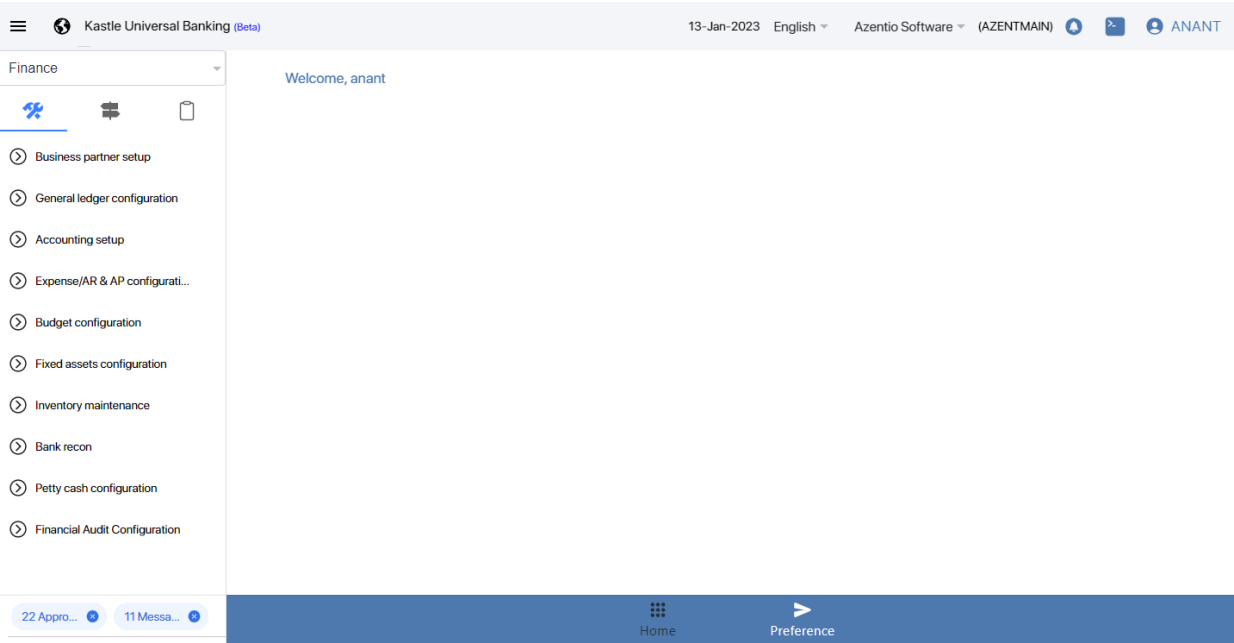 Kastle Universal Banking (Beta)
13-Jan-2023 English Azentio Software (AZENTMAIN) ANANT
Finance
Welcome, anant
Business partner setup
General ledger configuration
Accounting setup
Expense/AR & AP configurati...
Budget configuration
Fixed assets configuration
Inventory maintenance
Bank recon
Petty cash configuration
Financial Audit Configuration
22 Appro... 11 Messa...
Home Preference